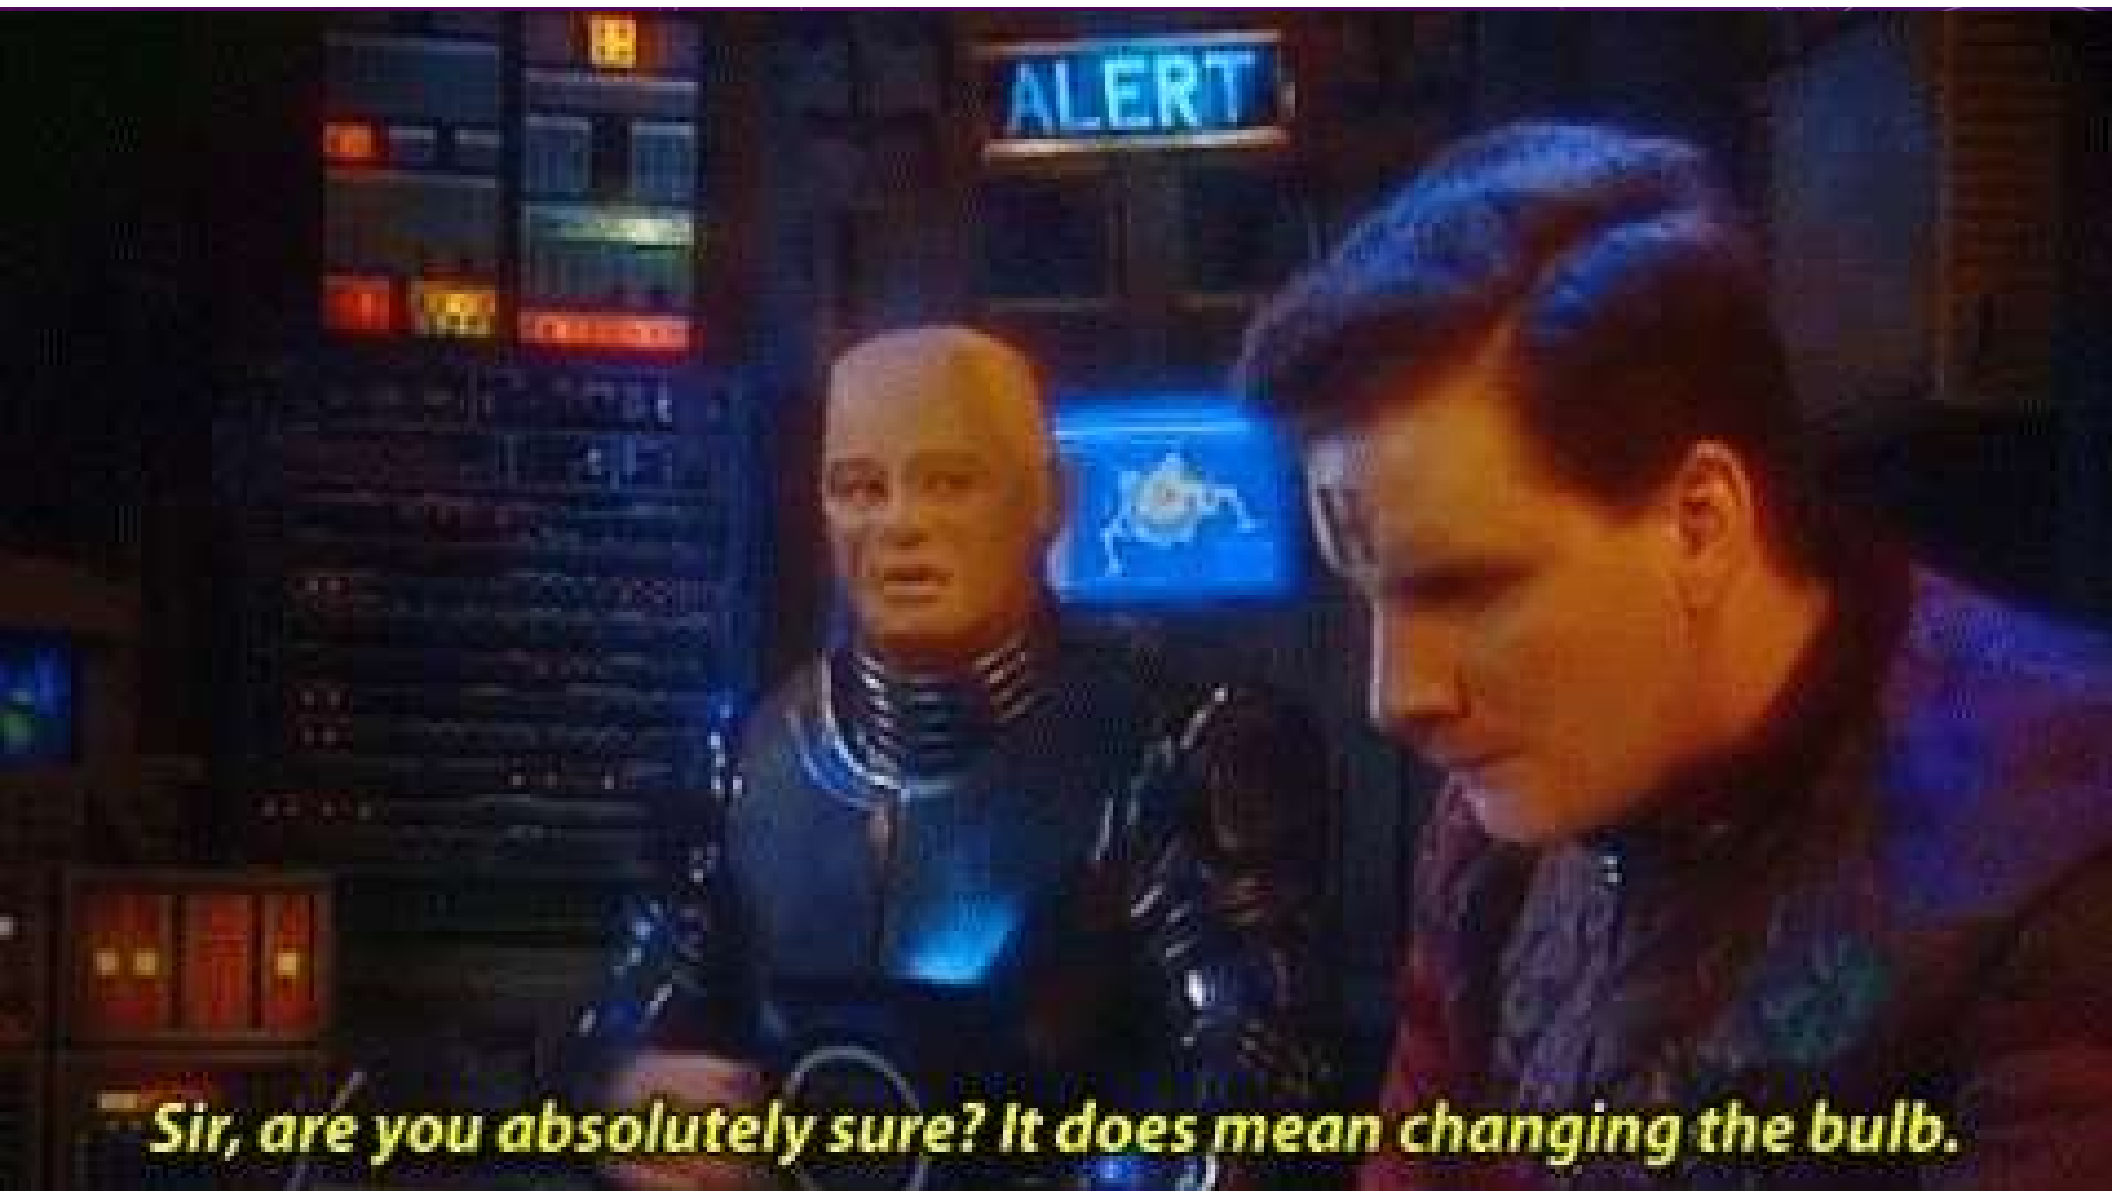 ALERT
Sir, are you absolutely sure? It does mean changing the bulb.